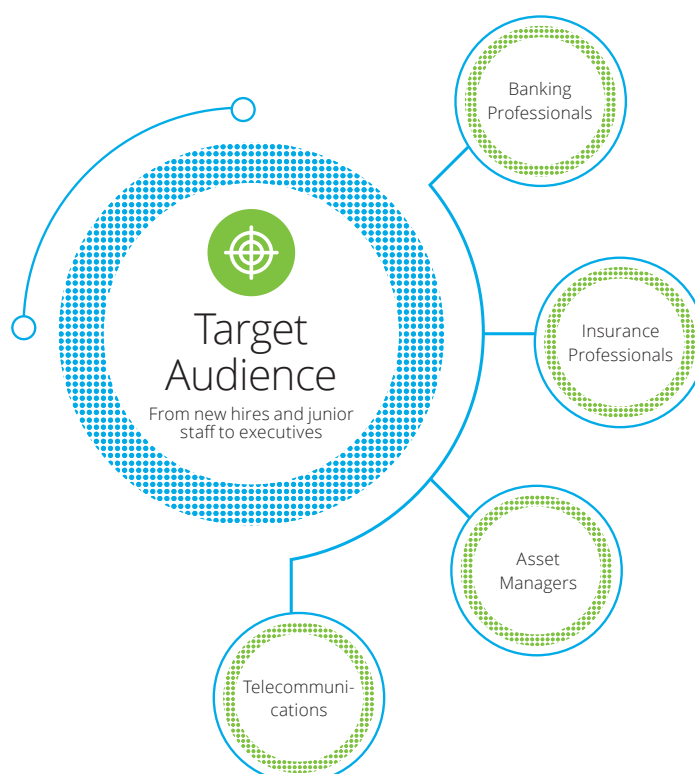 Banking
Professionals
Target
Audience
From new hires and junior
staff to executives
Insurance
Professionals
Asset
Managers
Telecommuni-
cations